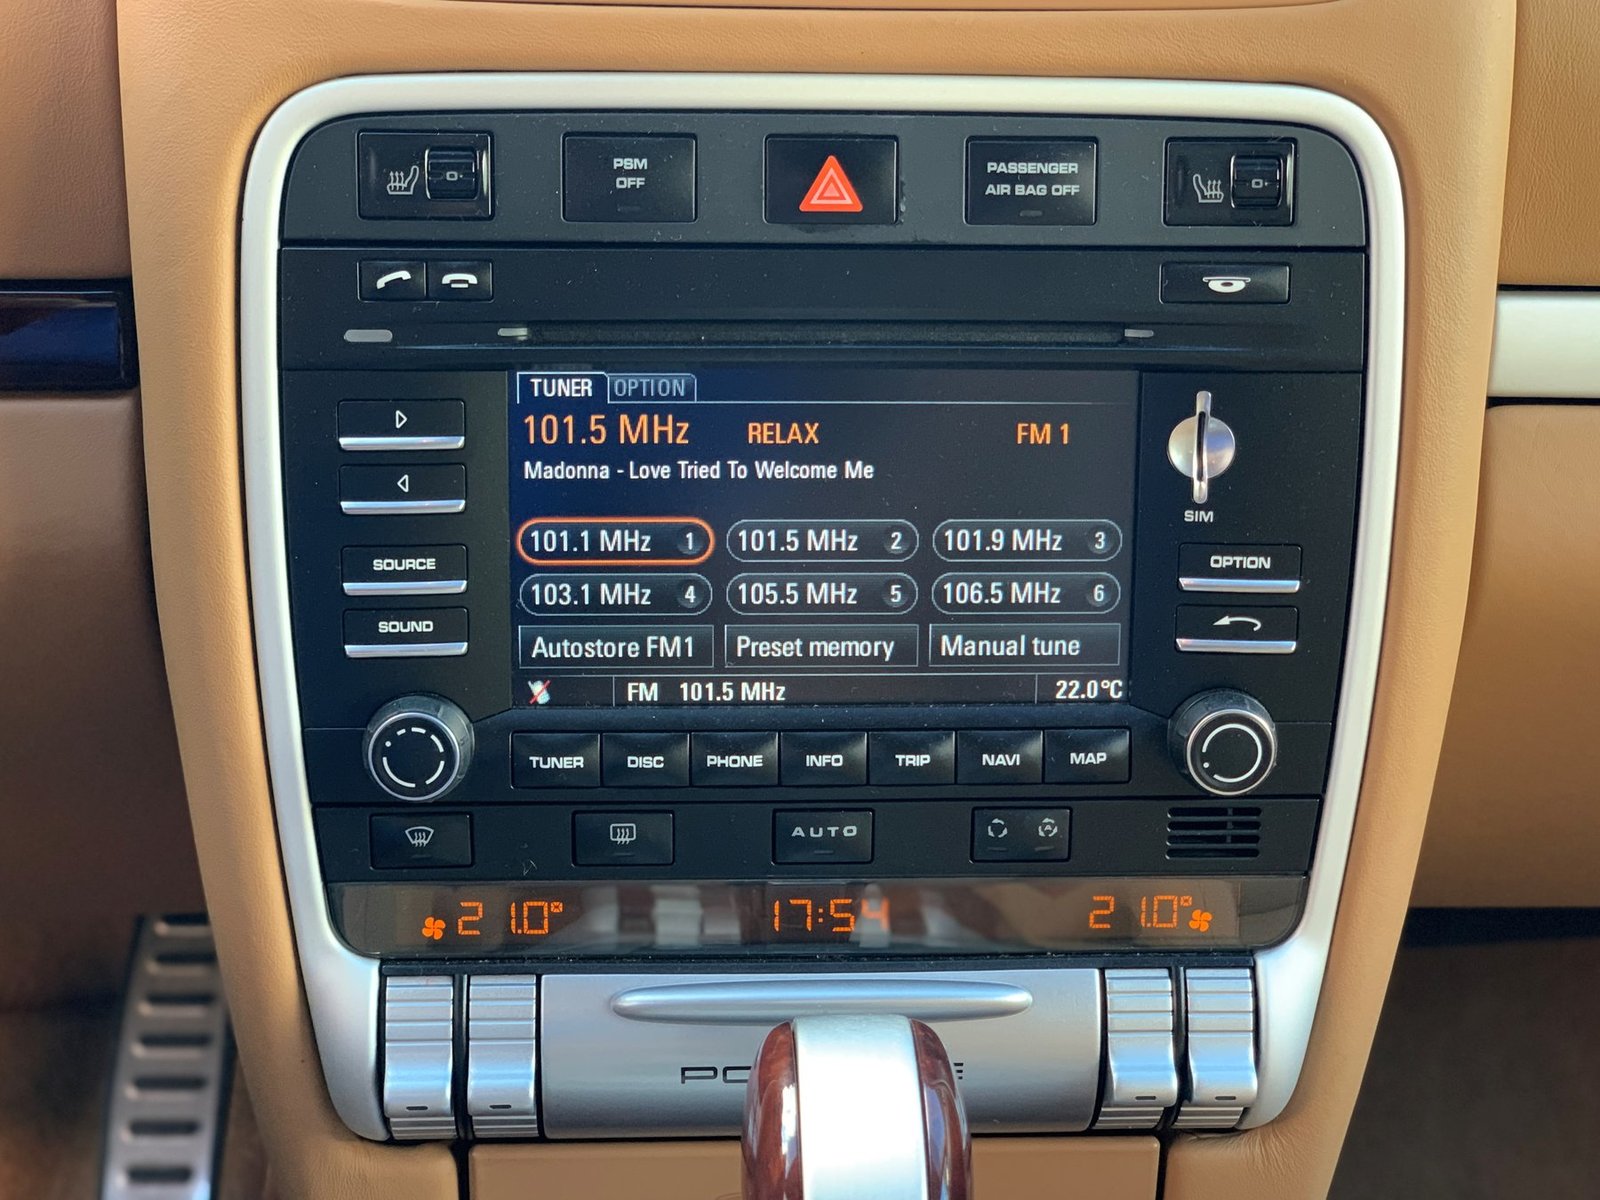 PSM
OFF
PASSENGER
AIR BAG OFF
TUNER OPTION
101.5 MHz RELAX FM 1
Madonna - Love Tried To Welcome Me
SIM
101.1 MHz 1 101.5 MHz 2 101.9 MHz 3
103.1 MHz 4 105.5 MHz 5 106.5 MHz 6
Autostore FM1 Preset memory Manual tune
FM 101.5 MHz 22.0°C
SOURCE
SOUND
OPTION
TUNER DISC PHONE INFO TRIP NAVI MAP
AUTO
21.0° 17:54 21.0°